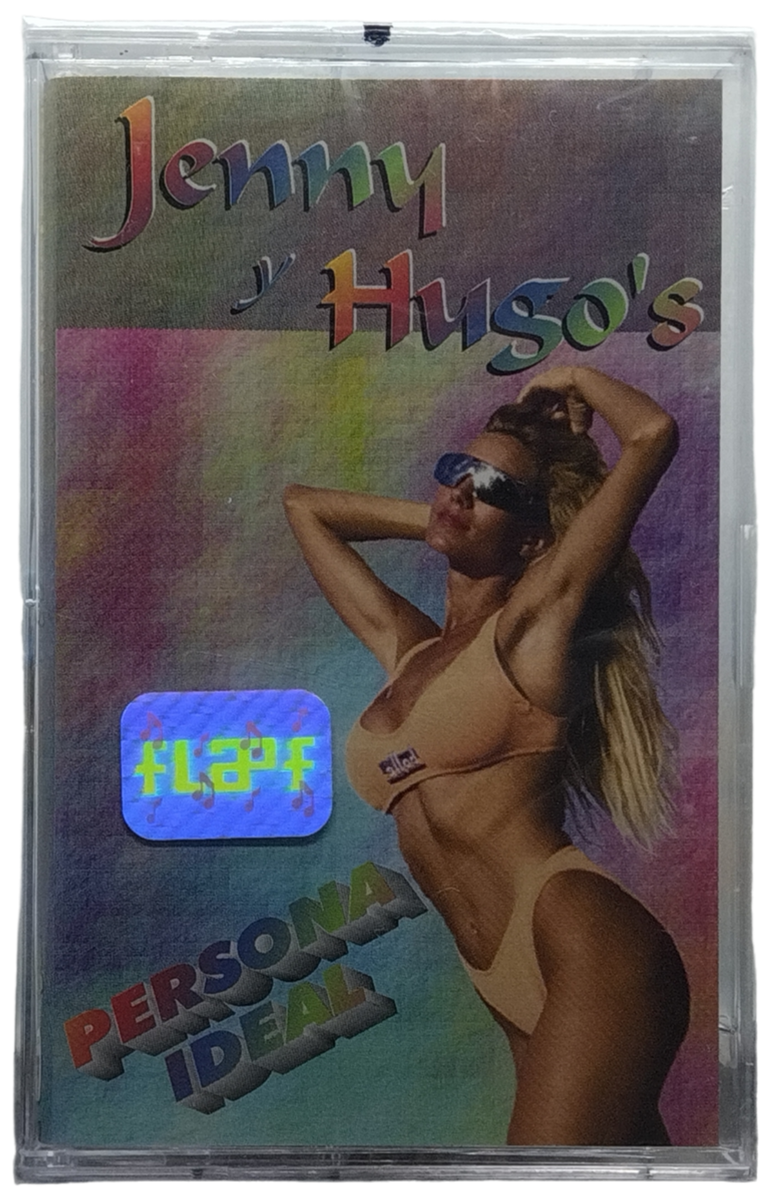 Jenny
y Hugo's
FLAPF
PERSONA
IDEAL